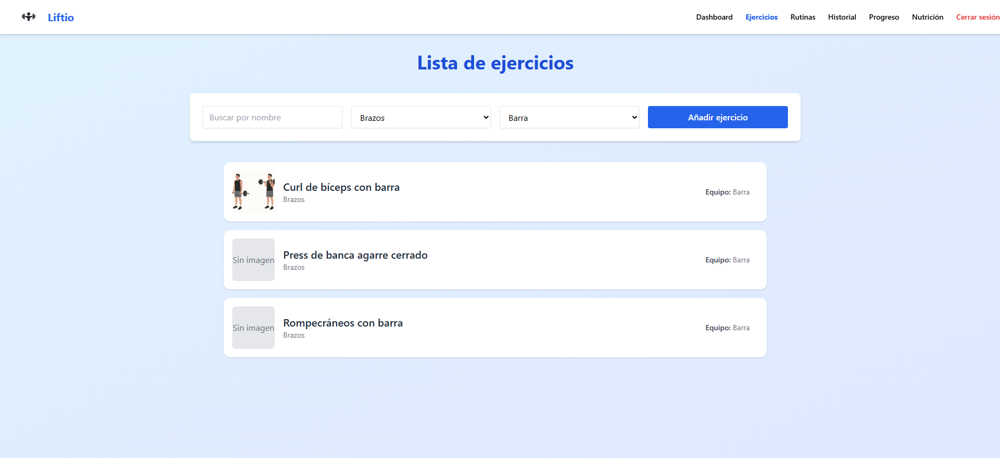 Liftio
Dashboard Ejercicios Rutinas Historial Progreso Nutrición Cerrar sesión
Lista de ejercicios
Buscar por nombre Brazos Barra Añadir ejercicio
Curl de bíceps con barra
Brazos
Equipo: Barra
Sin imagen
Press de banca agarre cerrado
Brazos
Equipo: Barra
Sin imagen
Rompecráneos con barra
Brazos
Equipo: Barra